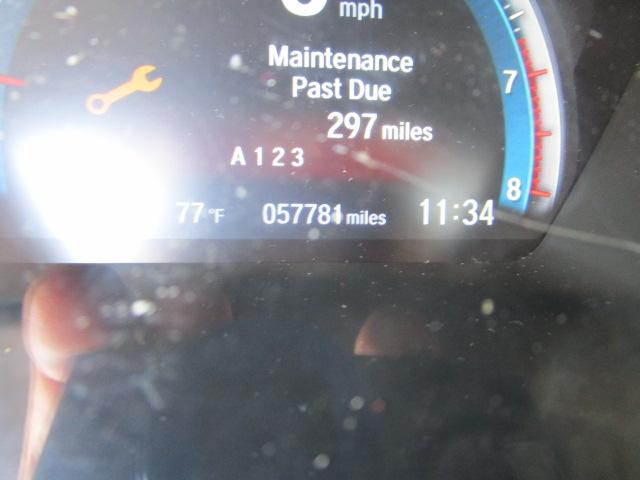 mph
Maintenance
Past Due
297 miles
A 1 2 3
7
8
77 °F 057781 miles 11:34